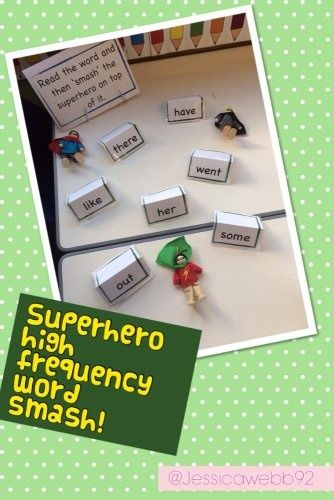 Read the word and
then 'smash' the
superhero on top
of it.
have
there
went
like
her
some
out
Superhero
high
frequency
word
smash!
@Jessicawebb92